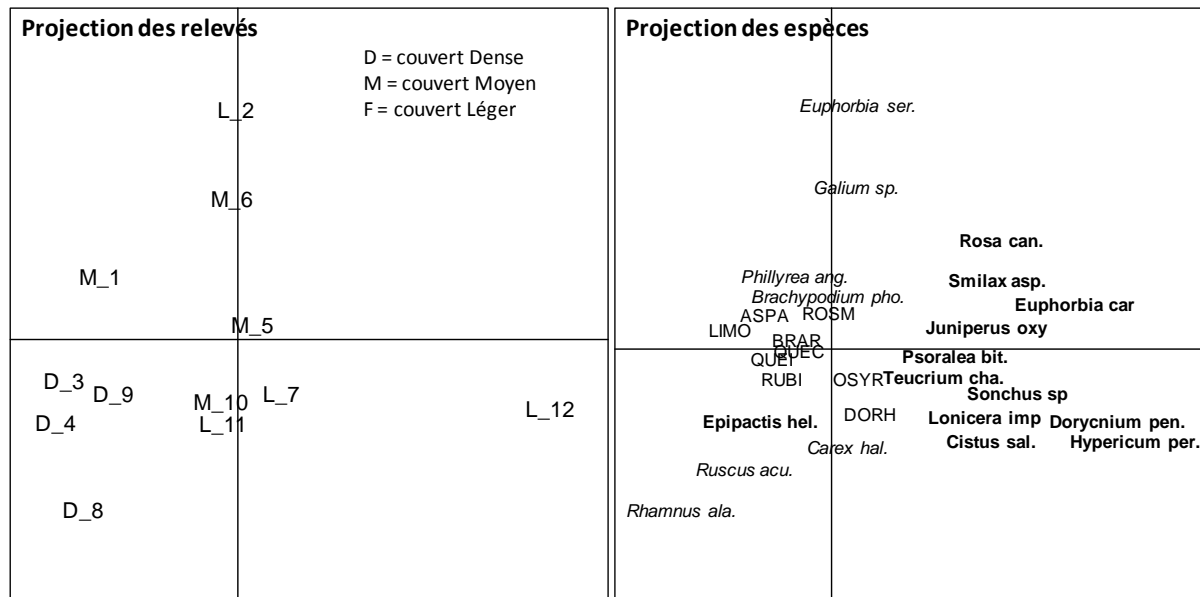 Projection des relevés
D = couvert Dense
M = couvert Moyen
F = couvert Léger
L_2
M_6
M_1
M_5
D_3
D_9
M_10
L_7
L_12
D_4
L_11
D_8
Projection des espèces
Euphorbia ser.
Galium sp.
Rosa can.
Phillyrea ang.
Smilax asp.
Brachypodium pho.
Euphorbia car
ASPA
ROSM
LIMO
Juniperus oxy
BRAR
QUEC
QUEI
Psoralea bit.
RUBI
OSYR
Teucrium cha.
Sonchus sp
DORH
Lonicera imp
Dorycnium pen.
Epipactis hel.
Carex hal.
Cistus sal.
Hypericum per.
Ruscus acu.
Rhamnus ala.